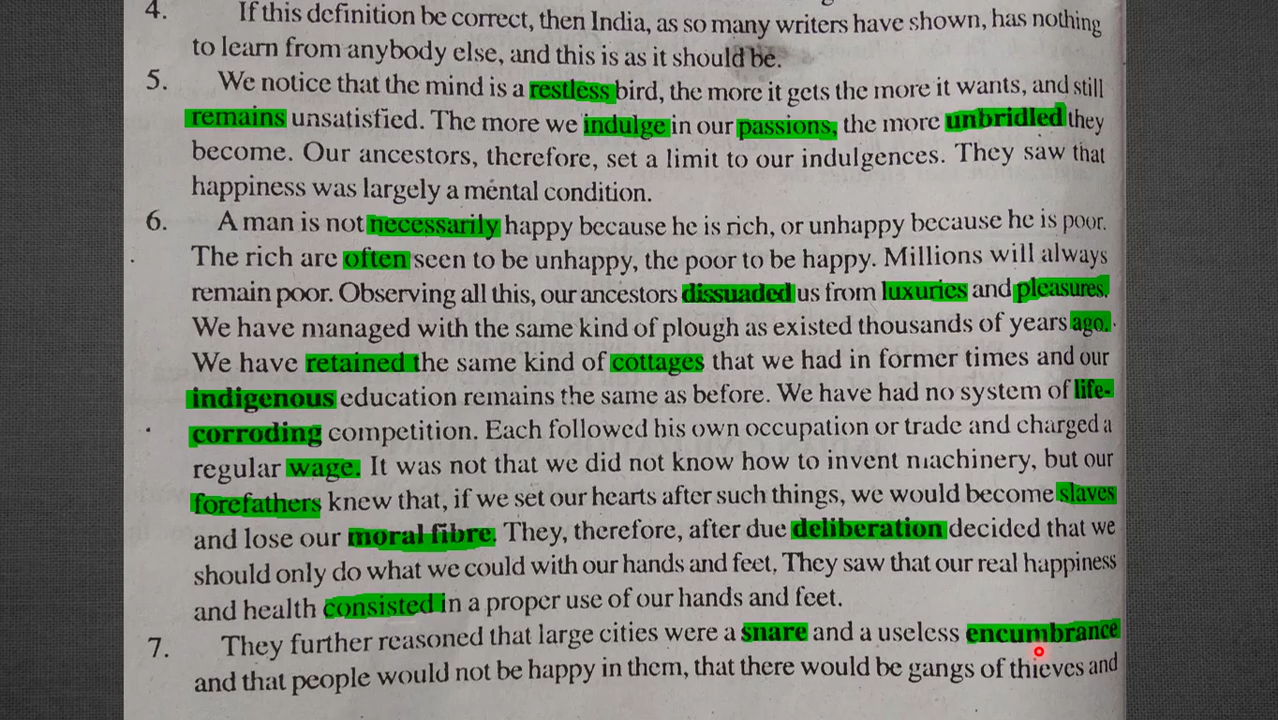 4. If this definition be correct, then India, as so many writers have shown, has nothing
to learn from anybody else, and this is as it should be.
5. We notice that the mind is a restless bird, the more it gets the more it wants, and still
remains unsatisfied. The more we indulge in our passions, the more unbridled they
become. Our ancestors, therefore, set a limit to our indulgences. They saw that
happiness was largely a mental condition.
6. A man is not necessarily happy because he is rich, or unhappy because he is poor.
The rich are often seen to be unhappy, the poor to be happy. Millions will always
remain poor. Observing all this, our ancestors dissuaded us from luxuries and pleasures.
We have managed with the same kind of plough as existed thousands of years ago.
We have retained the same kind of cottages that we had in former times and our
indigenous education remains the same as before. We have had no system of life-
corroding competition. Each followed his own occupation or trade and charged a
regular wage. It was not that we did not know how to invent machinery, but our
forefathers knew that, if we set our hearts after such things, we would become slaves
and lose our moral fibre. They, therefore, after due deliberation decided that we
should only do what we could with our hands and feet. They saw that our real happiness
and health consisted in a proper use of our hands and feet.
7. They further reasoned that large cities were a snare and a useless encumbrance
and that people would not be happy in them, that there would be gangs of thieves and